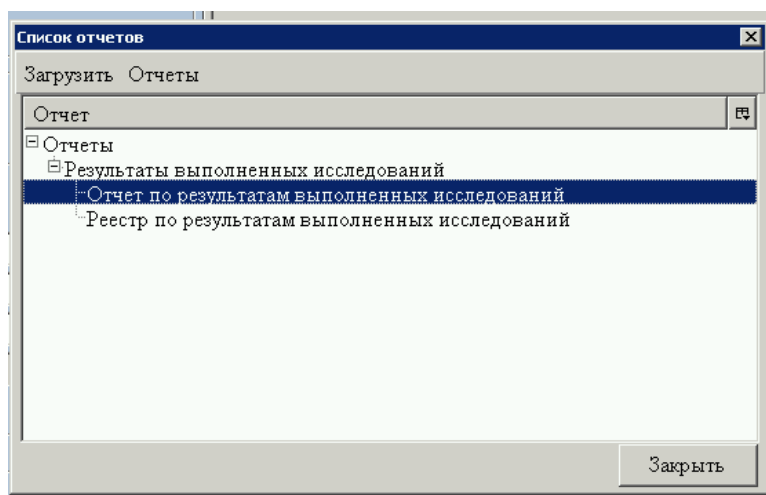 Список отчетов
Загрузить Отчеты
Отчет
Отчеты
Результаты выполненных исследований
Отчет по результатам выполненных исследований
Реестр по результатам выполненных исследований
Закрыть